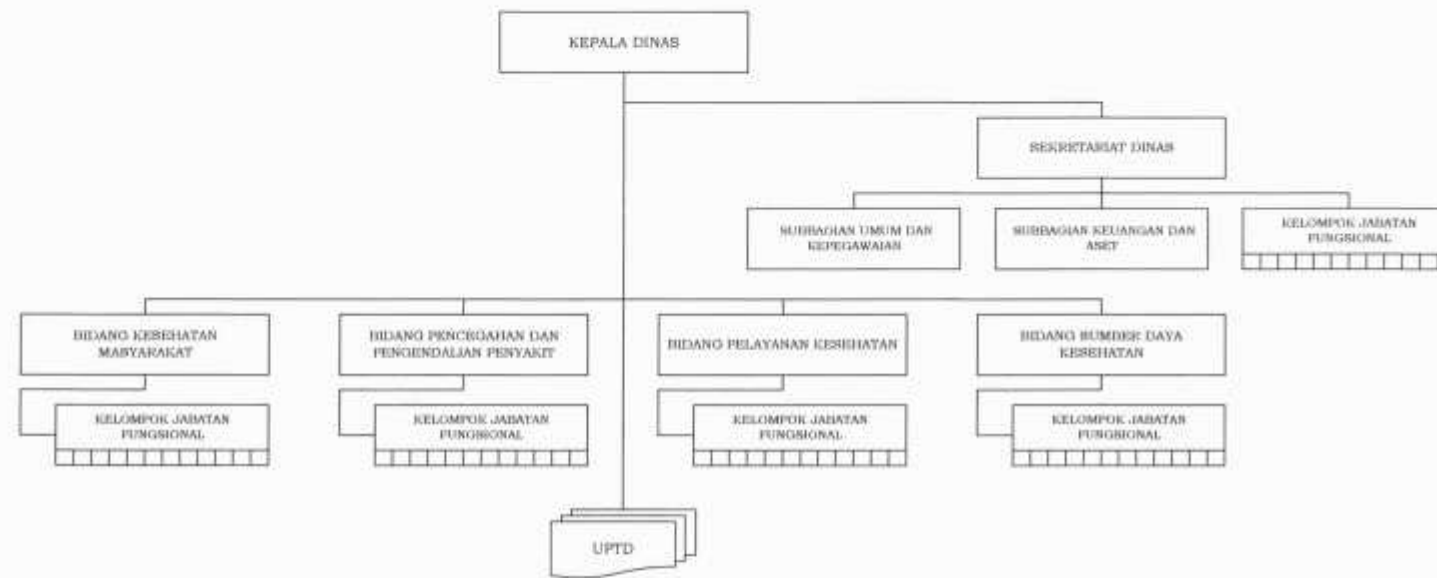 KEPALA DINAS
SEKRETARIAT DINAS
SUBBAGIAN UMUM DAN
KEPEGAWAIAN
SUBBAGIAN KEUANGAN DAN
ASET
KELOMPOK JABATAN
FUNGSIONAL
BIDANG KESEHATAN
MASYARAKAT
BIDANG PENCEGAHAN DAN
PENGENDALIAN PENYAKIT
BIDANG PELAYANAN KESEHATAN
BIDANG SUMBER DAYA
KESEHATAN
KELOMPOK JABATAN
FUNGSIONAL
KELOMPOK JABATAN
FUNGSIONAL
KELOMPOK JABATAN
FUNGSIONAL
KELOMPOK JABATAN
FUNGSIONAL
UPTD